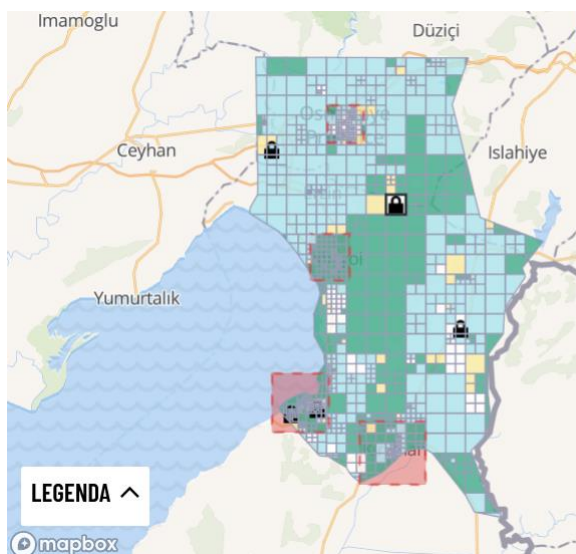 Imamoglu
Düziçi
Ceyhan
Islahiye
Yumurtalık
LEGENDA
mapbox